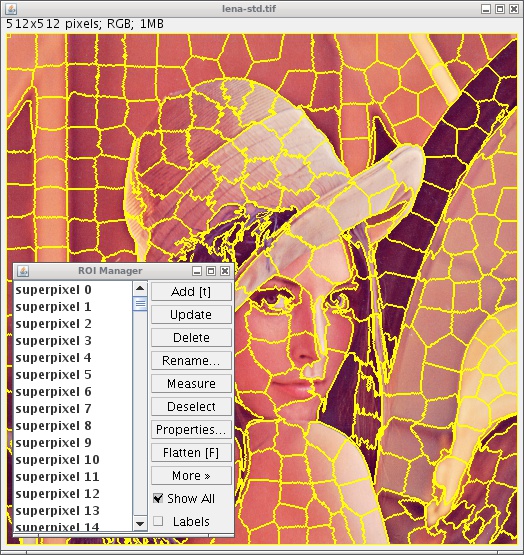 lena-std.tif
512x512 pixels; RGB; 1MB
ROI Manager
superpixel 0
superpixel 1
superpixel 2
superpixel 3
superpixel 4
superpixel 5
superpixel 6
superpixel 7
superpixel 8
superpixel 9
superpixel 10
superpixel 11
superpixel 12
superpixel 13
superpixel 14
Add [t]
Update
Delete
Rename...
Measure
Deselect
Properties...
Flatten [F]
More »
Show All
Labels